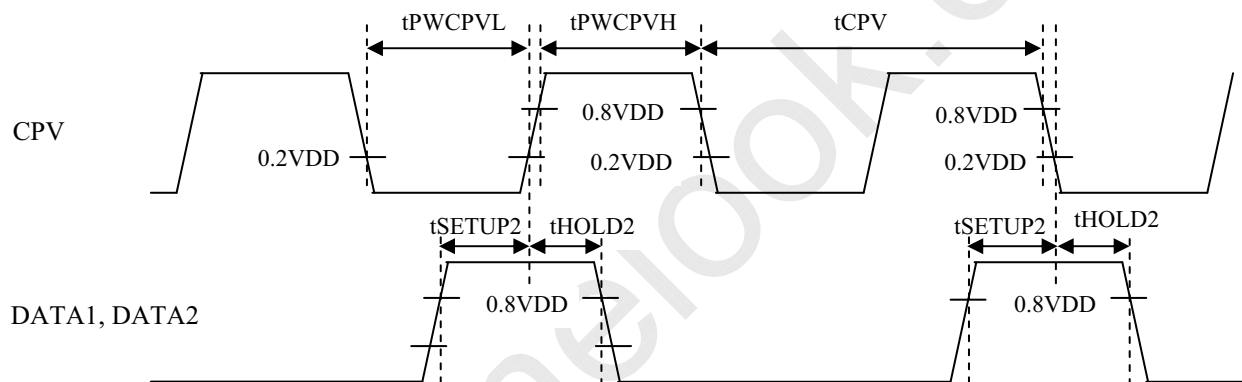 tPWCPVL tPWCPVH tCPV
CPV
0.8VDD 0.8VDD
0.2VDD 0.2VDD 0.2VDD
tSETUP2 tHOLD2 tSETUP2 tHOLD2
0.8VDD 0.8VDD
DATA1, DATA2